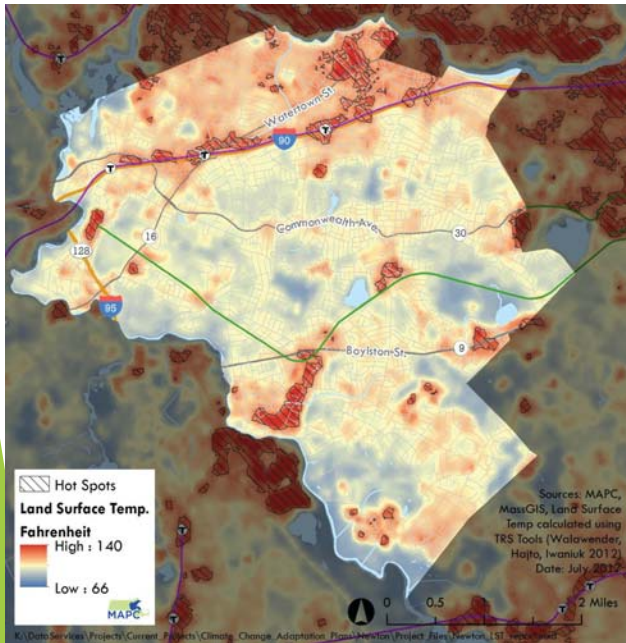 Watertown St.
90
Commonwealth Ave.
30
16
128
95
Boylston St.
9
Hot Spots
Land Surface Temp.
Fahrenheit
High : 140
Low : 66
MAPC
Sources: MAPC,
MassGIS, Land Surface
Temp calculated using
TRS Tools (Walawender,
Hajto, Iwaniuk 2012)
Date: July, 2012
0 0.5 1 2 Miles
T
T
T
T
T
T
T
T